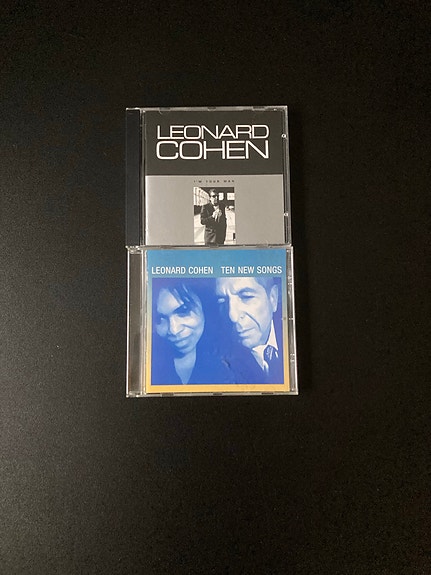 LEONARD
COHEN
I'M YOUR MAN
LEONARD COHEN TEN NEW SONGS